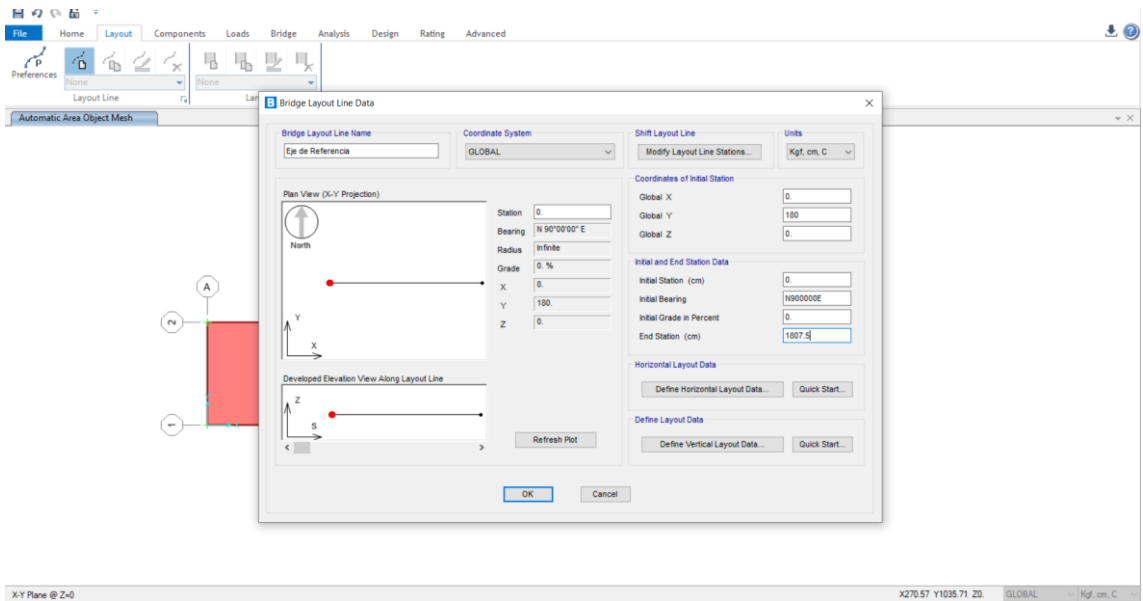 File Home Layout Components Loads Bridge Analysis Design Rating Advanced
P
Preferences
None
None
Layout Line
Lar
Automatic Area Object Mesh
A
2
1
B Bridge Layout Line Data
Bridge Layout Line Name
Eje de Referencia
Coordinate System
GLOBAL
Shift Layout Line
Modify Layout Line Stations...
Units
Kgf, cm, C
Plan View (X-Y Projection)
North
Y
X
Station 0.
Bearing N 90°00'00" E
Radius Infinite
Grade 0. %
X 0.
Y 180.
Z 0.
Developed Elevation View Along Layout Line
Z
S
Refresh Plot
Coordinates of Initial Station
Global X 0.
Global Y 180
Global Z 0.
Initial and End Station Data
Initial Station (cm) 0.
Initial Bearing N900000E
Initial Grade in Percent 0.
End Station (cm) 1807.5
Horizontal Layout Data
Define Horizontal Layout Data... Quick Start...
Define Layout Data
Define Vertical Layout Data... Quick Start...
OK Cancel
X-Y Plane @ Z=0 X270.57 Y1035.71 Z0. GLOBAL Kgf, cm, C